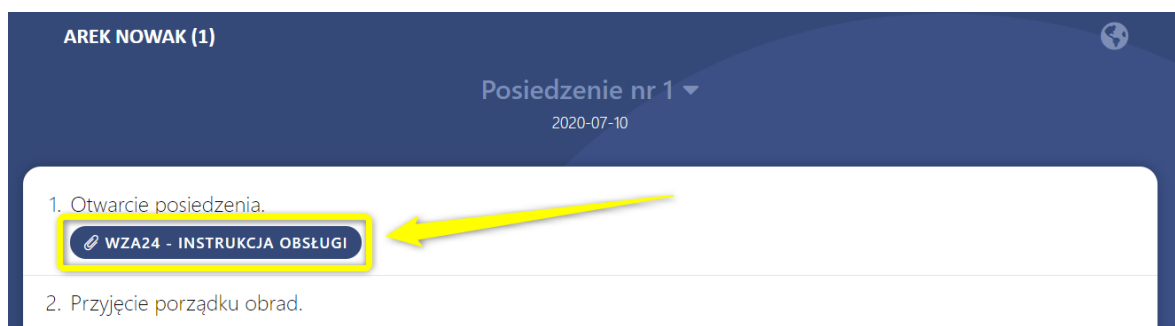 AREK NOWAK (1)
Posiedzenie nr 1
2020-07-10
1. Otwarcie posiedzenia.
WZA24 - INSTRUKCJA OBSŁUGI
2. Przyjęcie porządku obrad.